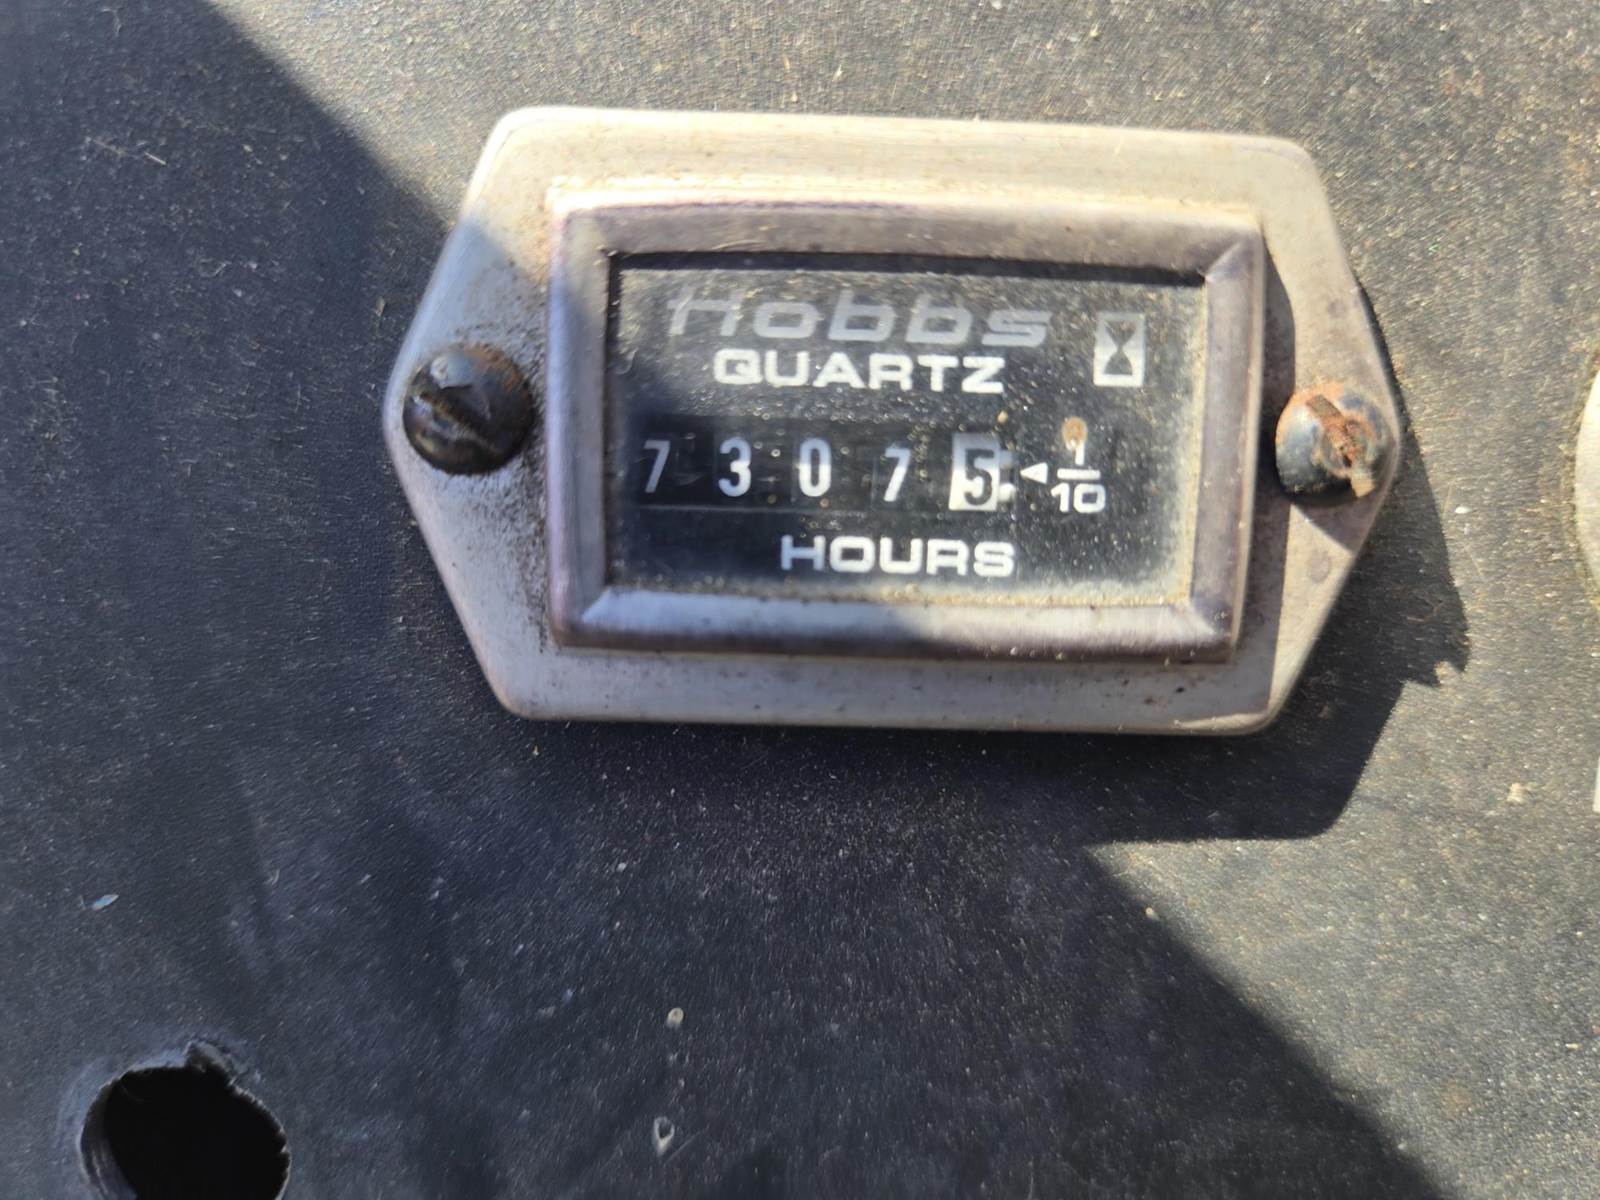 Hobbs
QUARTZ
7 3 0 7 5 ◄ 1/10
HOURS